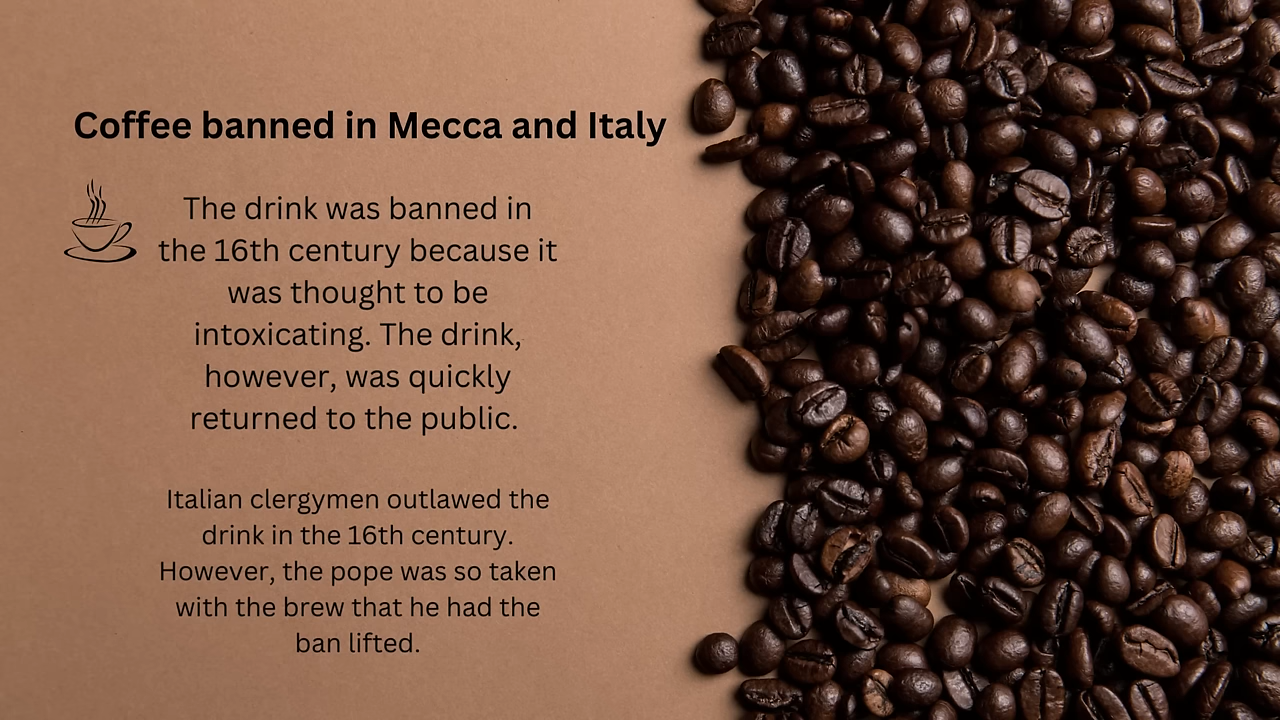 Coffee banned in Mecca and Italy
The drink was banned in
the 16th century because it
was thought to be
intoxicating. The drink,
however, was quickly
returned to the public.
Italian clergymen outlawed the
drink in the 16th century.
However, the pope was so taken
with the brew that he had the
ban lifted.